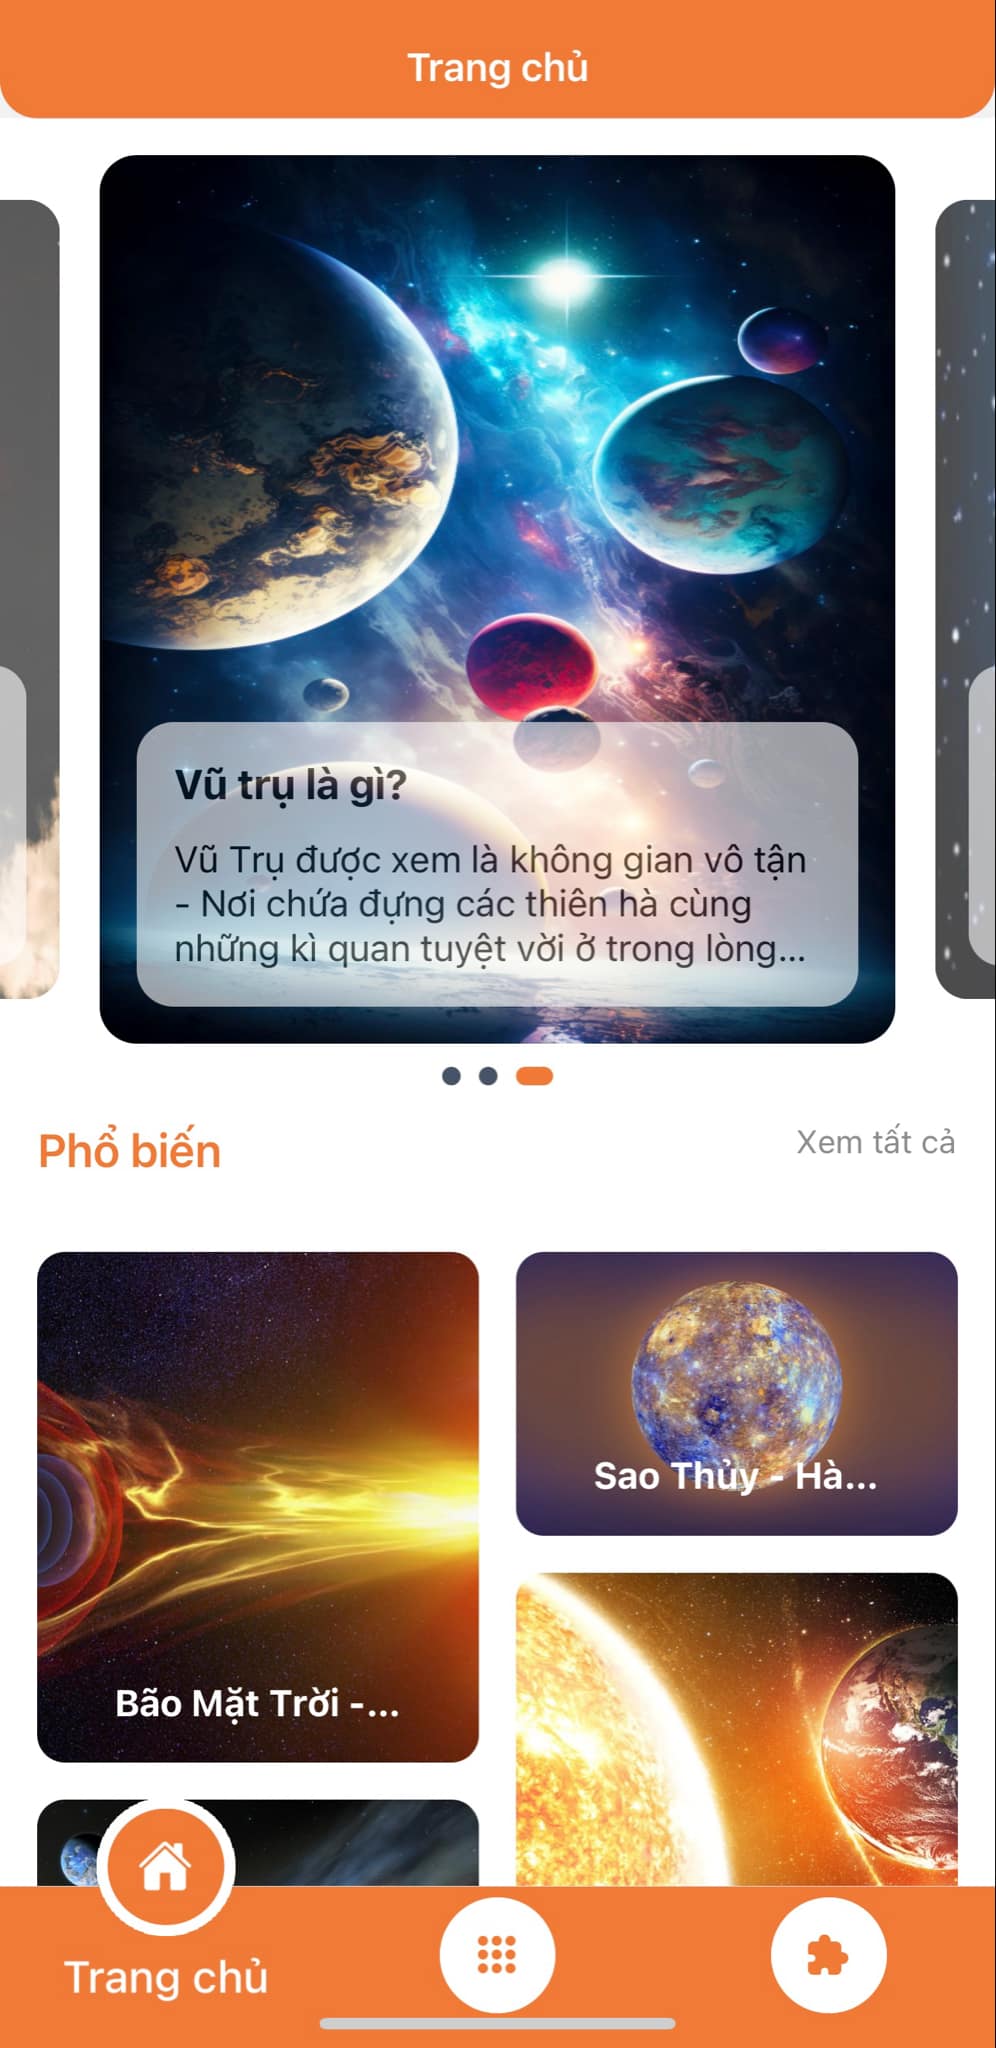 Trang chủ
Vũ trụ là gì?
Vũ Trụ được xem là không gian vô tận
- Nơi chứa đựng các thiên hà cùng
những kì quan tuyệt vời ở trong lòng...
Phổ biến
Xem tất cả
Sao Thủy - Hà...
Bão Mặt Trời -...
Trang chủ